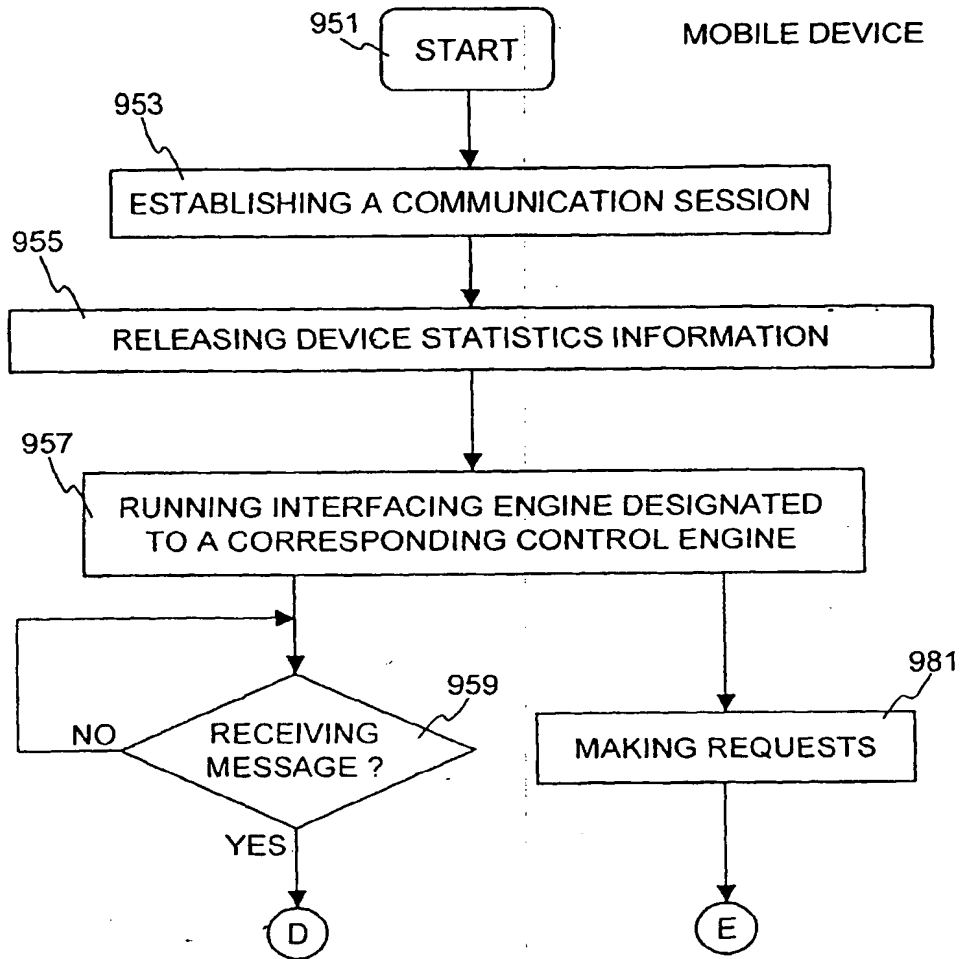 951
START
MOBILE DEVICE
953
ESTABLISHING A COMMUNICATION SESSION
955
RELEASING DEVICE STATISTICS INFORMATION
957
RUNNING INTERFACING ENGINE DESIGNATED
TO A CORRESPONDING CONTROL ENGINE
959
RECEIVING
MESSAGE ?
NO
YES
D
981
MAKING REQUESTS
E